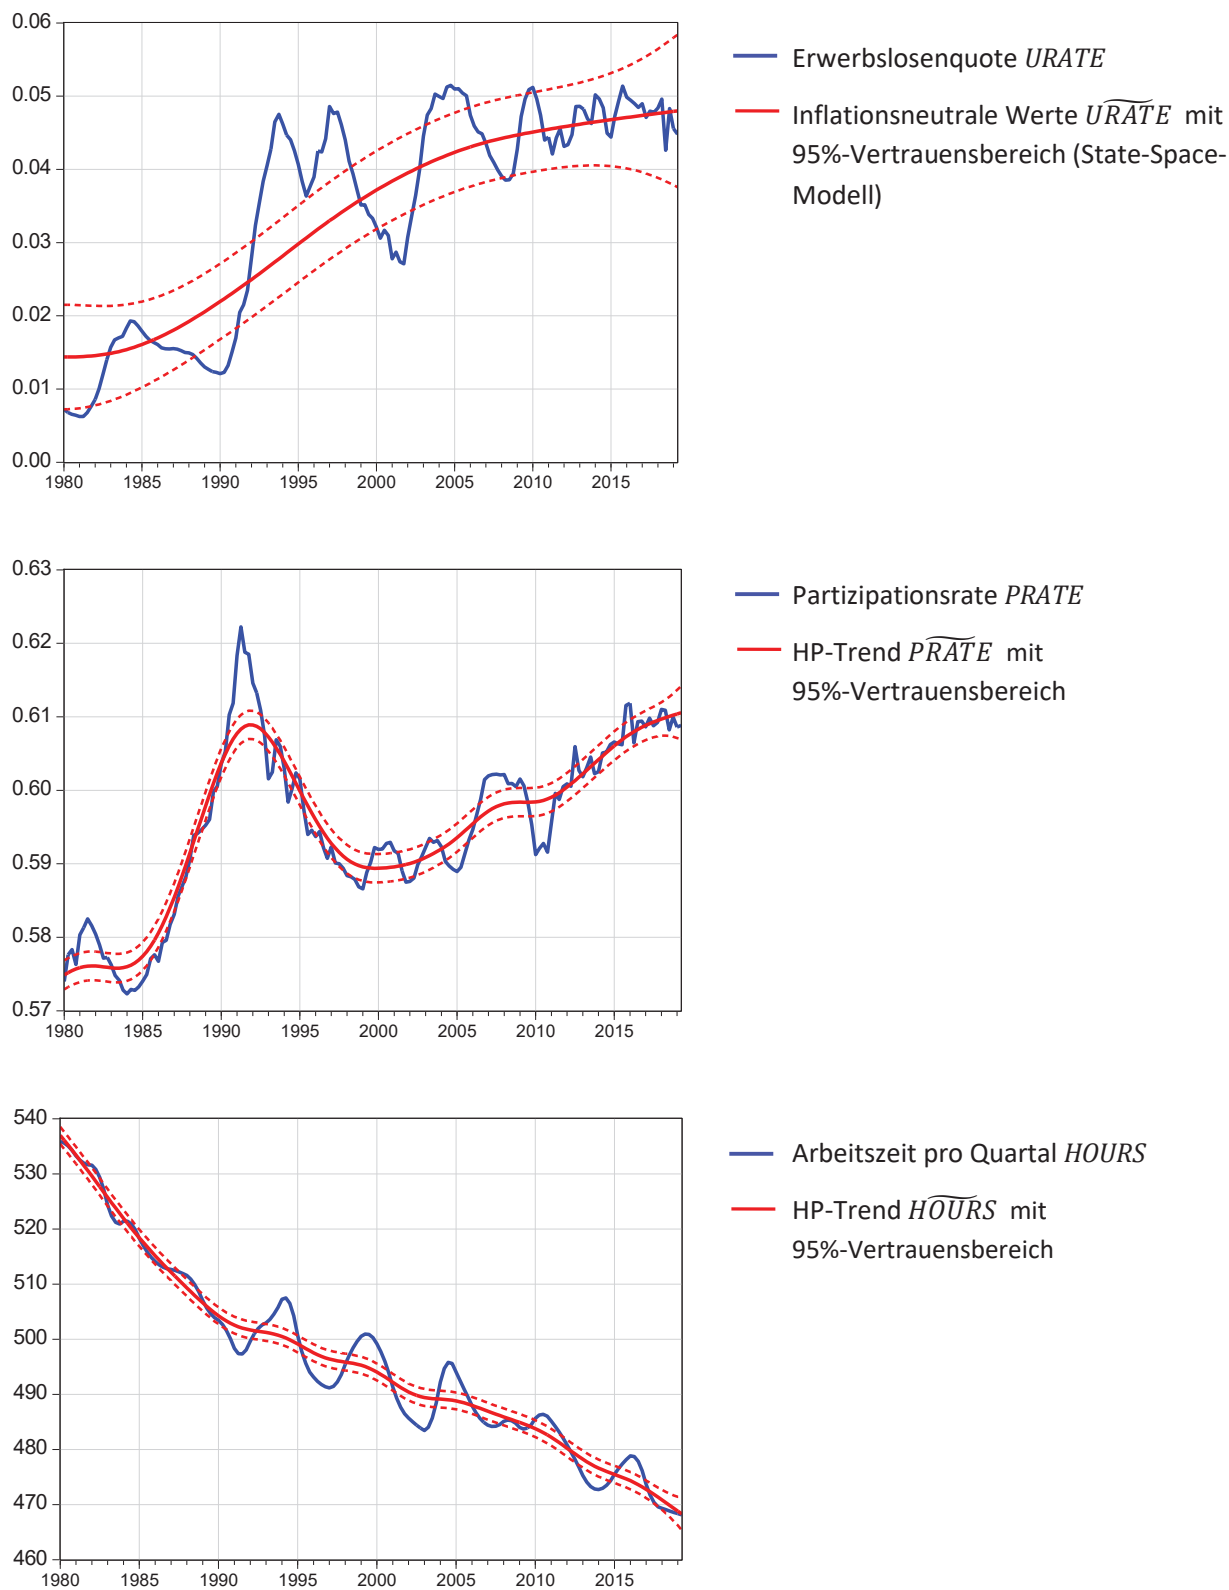 0.06
0.05
0.04
0.03
0.02
0.01
0.00
1980 1985 1990 1995 2000 2005 2010 2015
Erwerbslosenquote URATE
Inflationsneutrale Werte U͠RATE mit
95%-Vertrauensbereich (State-Space-
Modell)
0.63
0.62
0.61
0.60
0.59
0.58
0.57
1980 1985 1990 1995 2000 2005 2010 2015
Partizipationsrate PRATE
HP-Trend P͠RATE mit
95%-Vertrauensbereich
540
530
520
510
500
490
480
470
460
1980 1985 1990 1995 2000 2005 2010 2015
Arbeitszeit pro Quartal HOURS
HP-Trend H͠OURS mit
95%-Vertrauensbereich